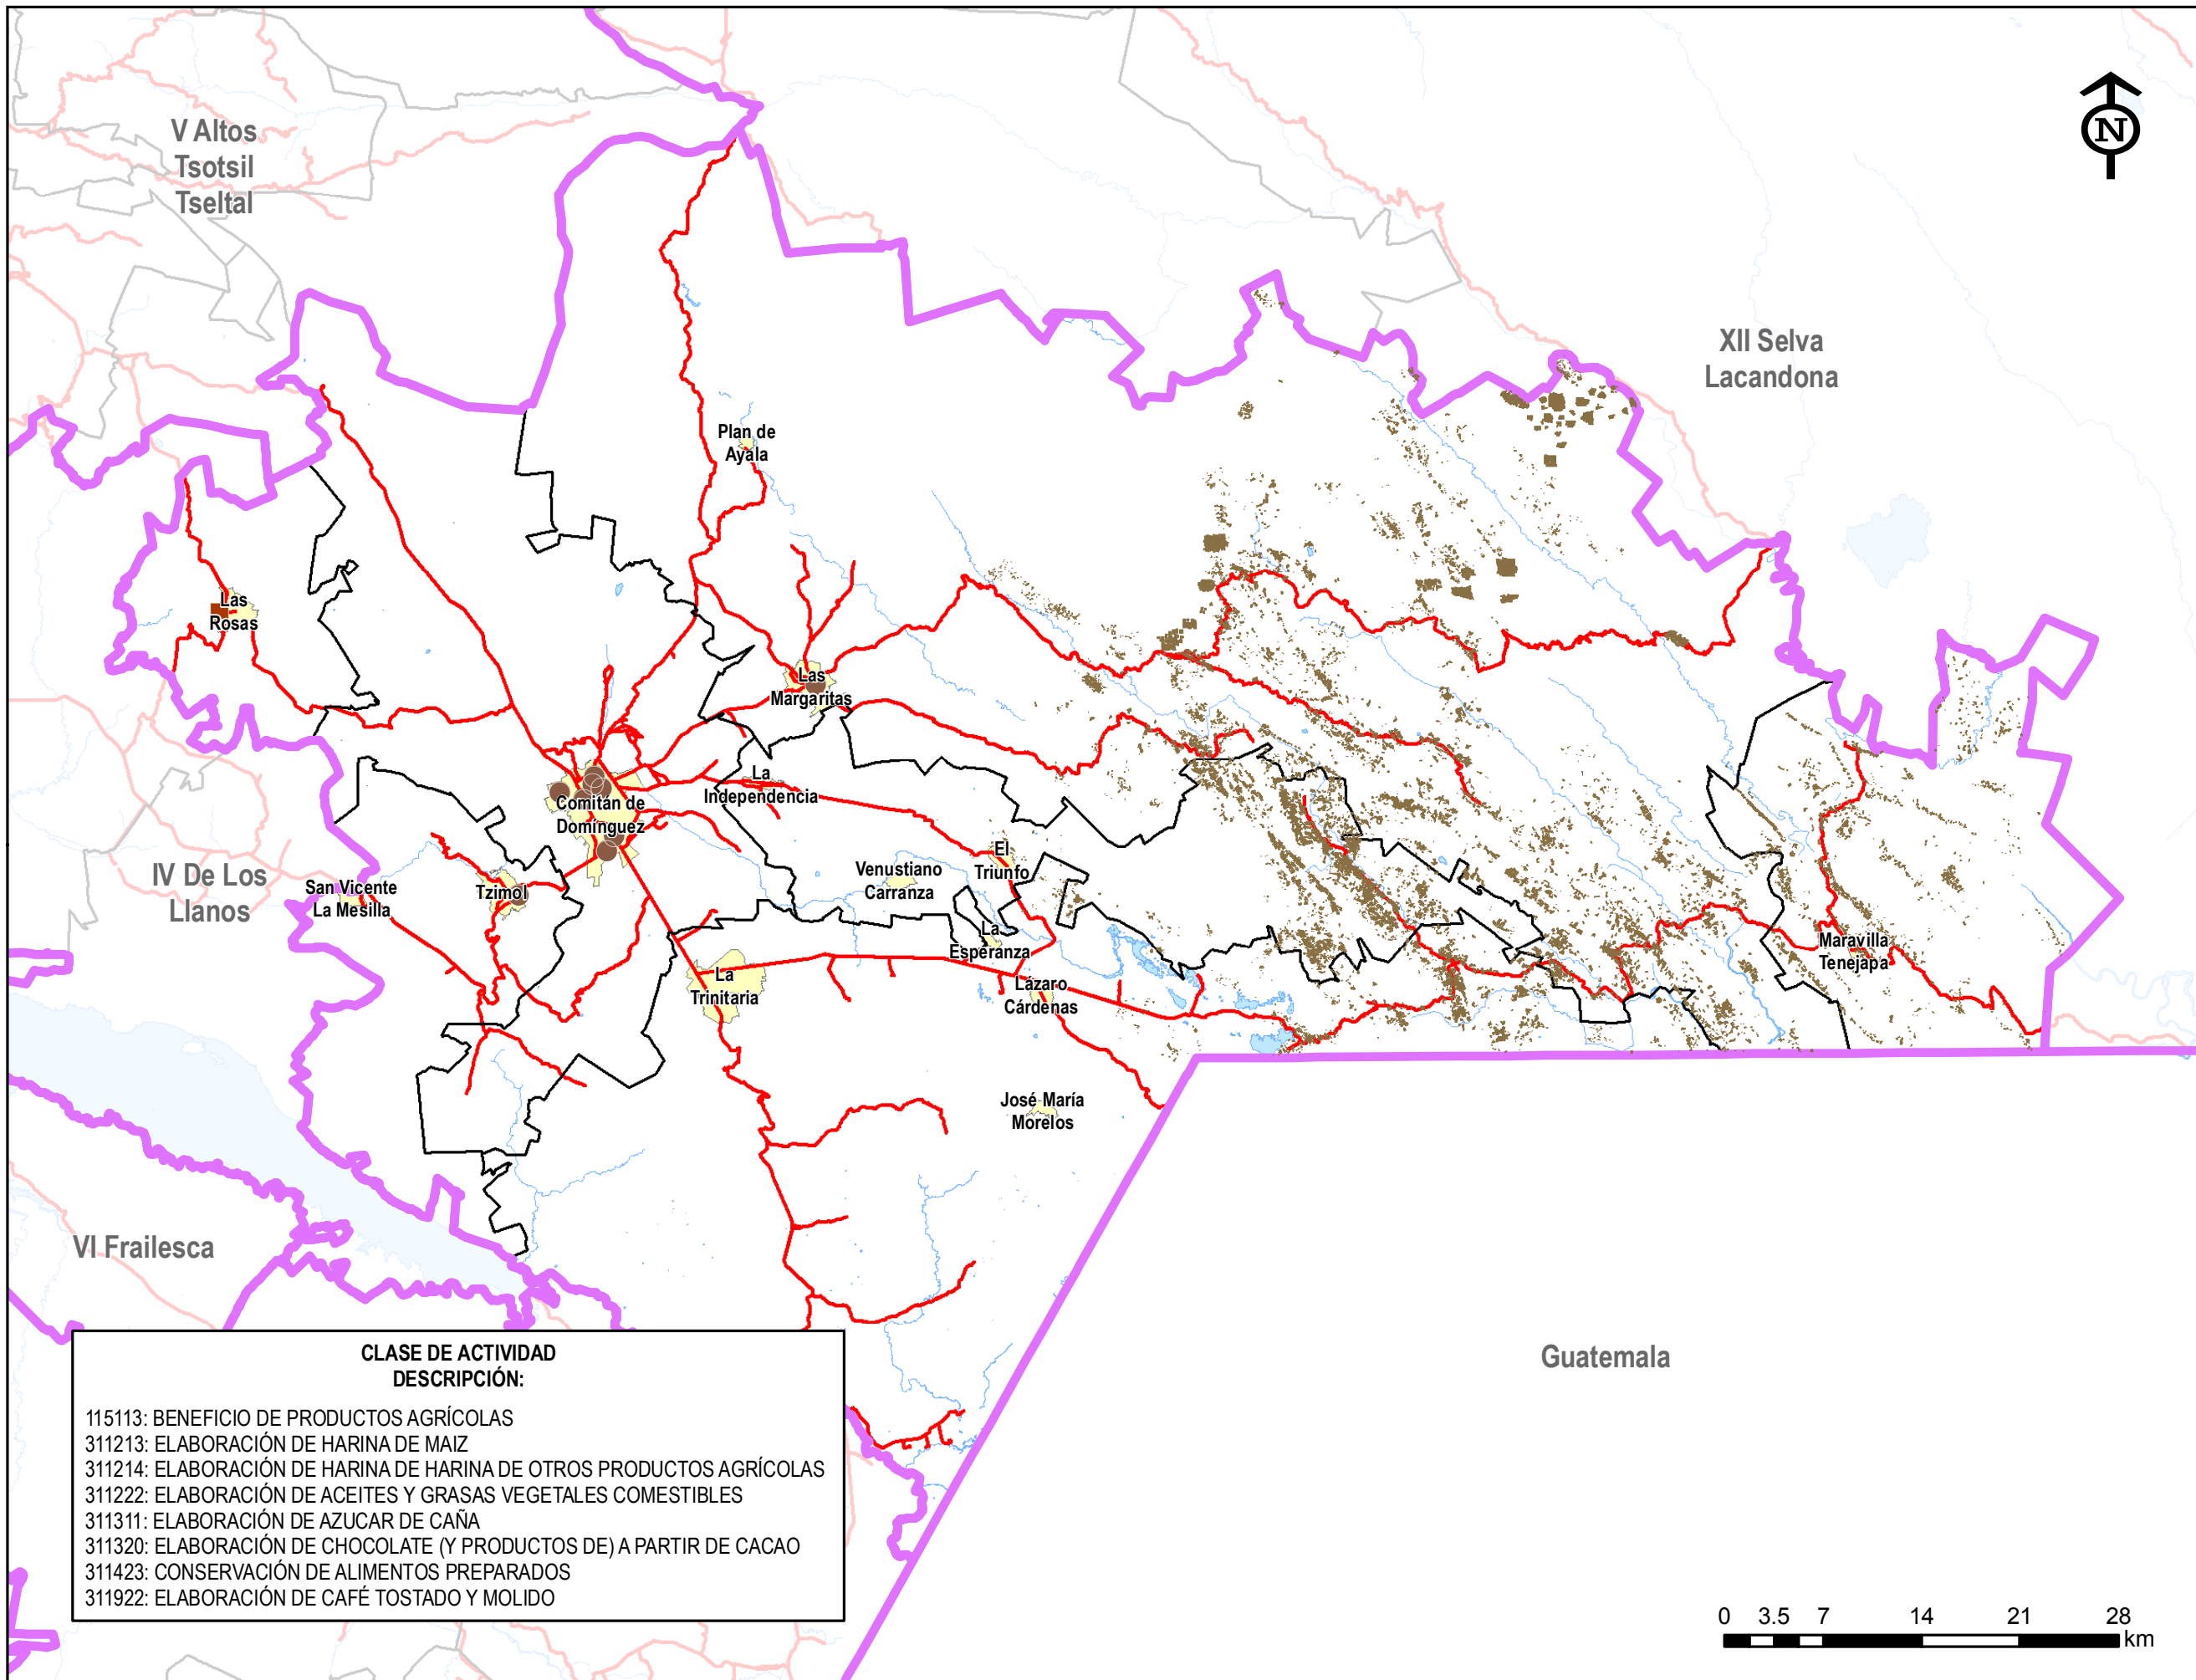 V Altos
Tsotsil
Tseltal
N
XII Selva
Lacandona
Plan de
Ayala
Las
Rosas
Las
Margaritas
La
Independencia
Comitán de
Domínguez
El
Triunfo
Venustiano
Carranza
IV De Los
Llanos
San Vicente
La Mesilla
Tzimol
La
Esperanza
Maravilla
Tenejapa
La
Trinitaria
Lázaro
Cárdenas
José María
Morelos
VI Frailesca
Guatemala
CLASE DE ACTIVIDAD
DESCRIPCIÓN:
115113: BENEFICIO DE PRODUCTOS AGRÍCOLAS
311213: ELABORACIÓN DE HARINA DE MAIZ
311214: ELABORACIÓN DE HARINA DE HARINA DE OTROS PRODUCTOS AGRÍCOLAS
311222: ELABORACIÓN DE ACEITES Y GRASAS VEGETALES COMESTIBLES
311311: ELABORACIÓN DE AZUCAR DE CAÑA
311320: ELABORACIÓN DE CHOCOLATE (Y PRODUCTOS DE) A PARTIR DE CACAO
311423: CONSERVACIÓN DE ALIMENTOS PREPARADOS
311922: ELABORACIÓN DE CAFÉ TOSTADO Y MOLIDO
0 3.5 7 14 21 28
km